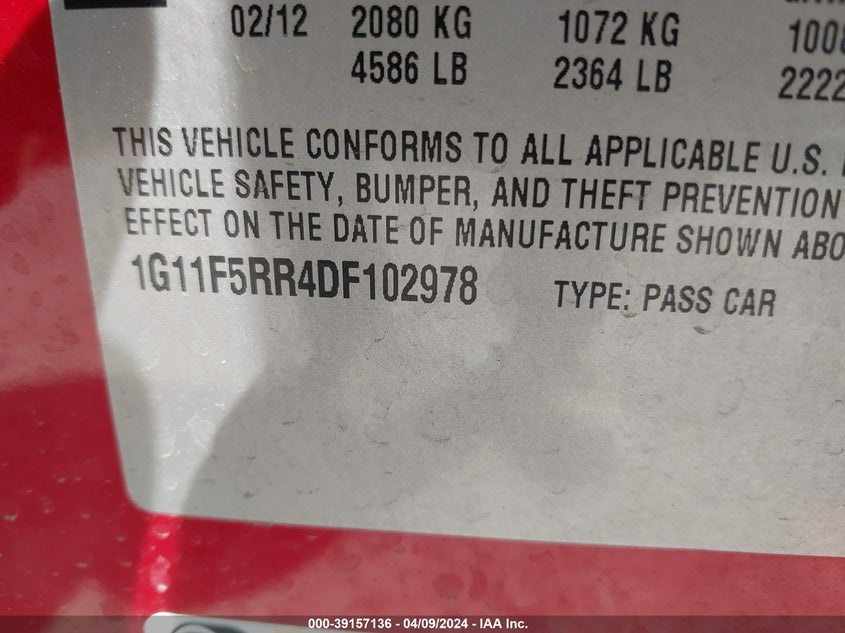 02/12 2080 KG 1072 KG
4586 LB 2364 LB 2222
THIS VEHICLE CONFORMS TO ALL APPLICABLE U.S.
VEHICLE SAFETY, BUMPER, AND THEFT PREVENTION
EFFECT ON THE DATE OF MANUFACTURE SHOWN ABO
1G11F5RR4DF102978 TYPE: PASS CAR
000-39157136 - 04/09/2024 - IAA Inc.